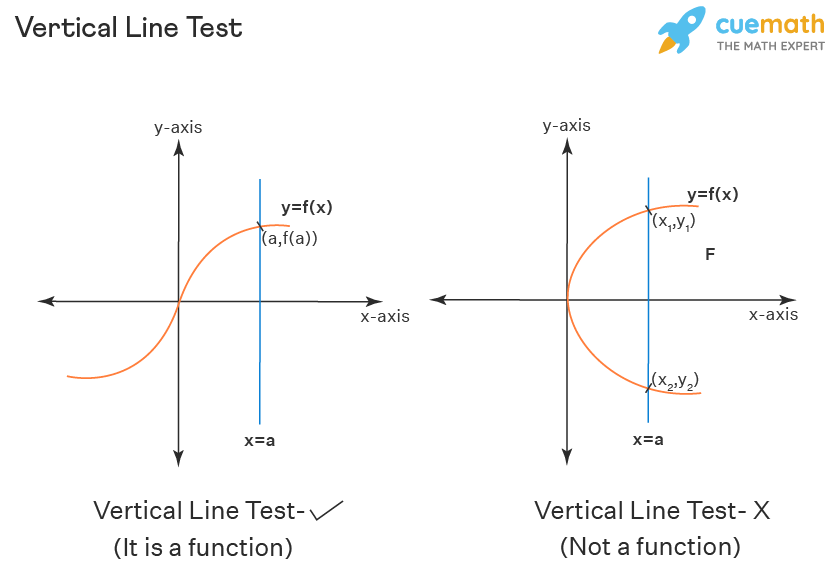 Vertical Line Test
cuemath
THE MATH EXPERT
y-axis
y=f(x)
(a,f(a))
x-axis
x=a
Vertical Line Test-✓
(It is a function)
y-axis
y=f(x)
(x₁,y₁)
F
x-axis
(x₂,y₂)
x=a
Vertical Line Test- X
(Not a function)